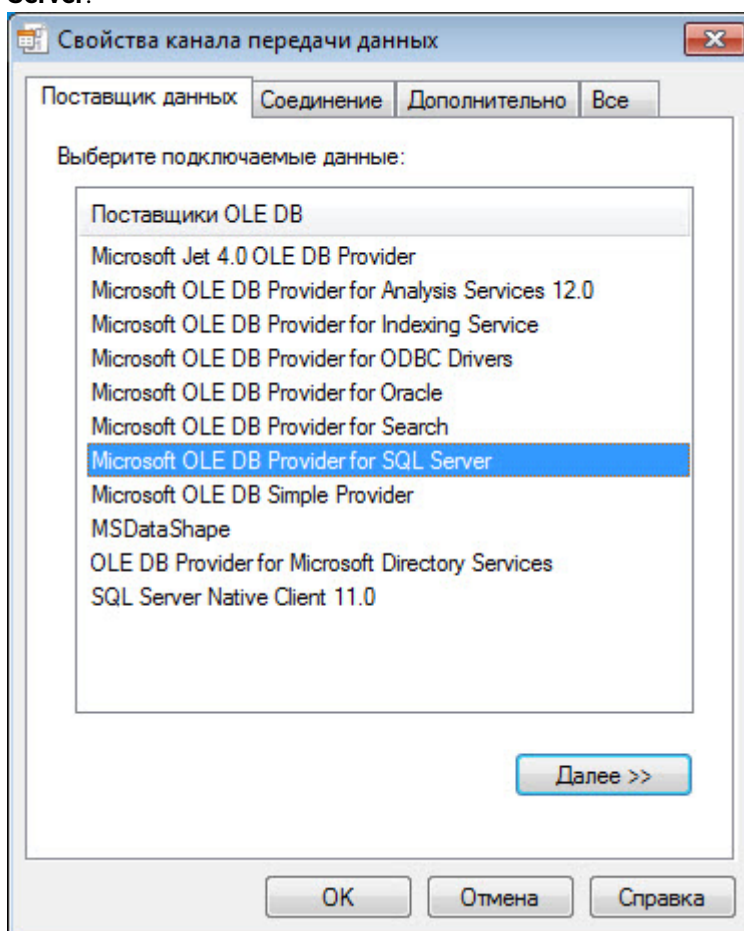 Server.
Свойства канала передачи данных
Поставщик данных Соединение Дополнительно Все
Выберите подключаемые данные:
Поставщики OLE DB
Microsoft Jet 4.0 OLE DB Provider
Microsoft OLE DB Provider for Analysis Services 12.0
Microsoft OLE DB Provider for Indexing Service
Microsoft OLE DB Provider for ODBC Drivers
Microsoft OLE DB Provider for Oracle
Microsoft OLE DB Provider for Search
Microsoft OLE DB Provider for SQL Server
Microsoft OLE DB Simple Provider
MSDataShape
OLE DB Provider for Microsoft Directory Services
SQL Server Native Client 11.0
Далее >>
ОК Отмена Справка